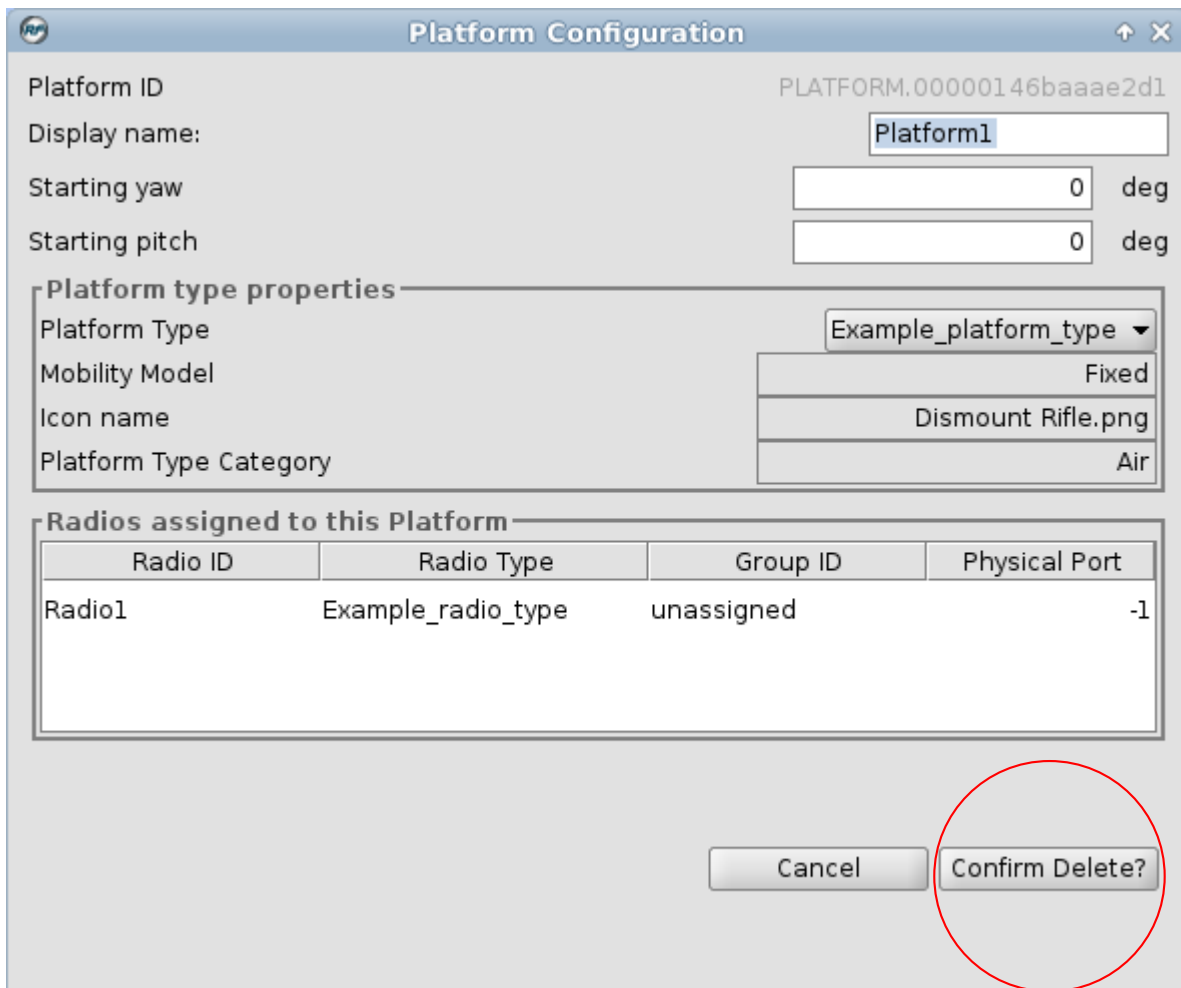 RF Platform Configuration
Platform ID PLATFORM.00000146baaae2d1
Display name: Platform1
Starting yaw 0 deg
Starting pitch 0 deg
Platform type properties
Platform Type Example_platform_type
Mobility Model Fixed
Icon name Dismount Rifle.png
Platform Type Category Air
Radios assigned to this Platform
Radio ID Radio Type Group ID Physical Port
Radio1 Example_radio_type unassigned -1
Cancel Confirm Delete?